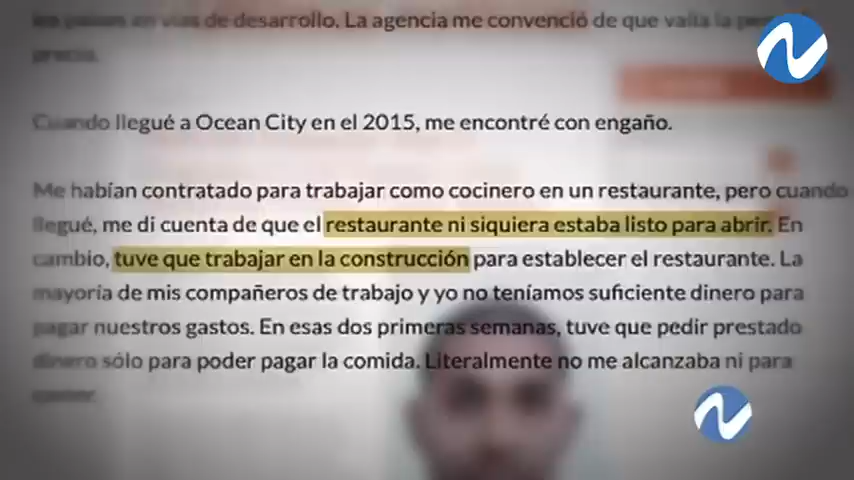 los países en vías de desarrollo. La agencia me convenció de que valía la
precio.
Cuando llegué a Ocean City en el 2015, me encontré con engaño.
Me habían contratado para trabajar como cocinero en un restaurante, pero cuando
llegué, me di cuenta de que el restaurante ni siquiera estaba listo para abrir. En
cambio, tuve que trabajar en la construcción para establecer el restaurante. La
mayoría de mis compañeros de trabajo y yo no teníamos suficiente dinero para
pagar nuestros gastos. En esas dos primeras semanas, tuve que pedir prestado
dinero sólo para poder pagar la comida. Literalmente no me alcanzaba ni para
comer.